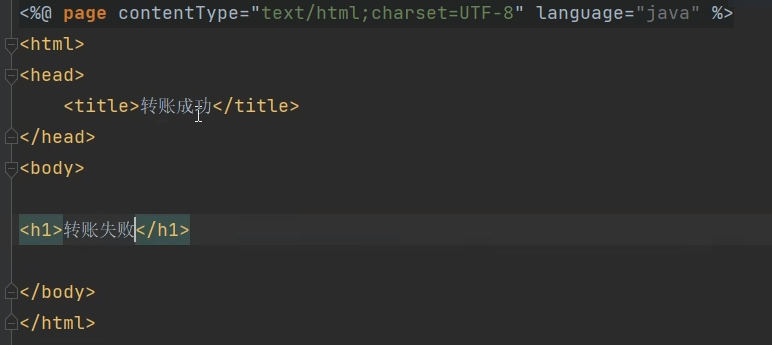 <%@ page contentType="text/html;charset=UTF-8" language="java" %>
<html>
<head>
    <title>转账成功</title>
</head>
<body>
<h1>转账失败</h1>
</body>
</html>